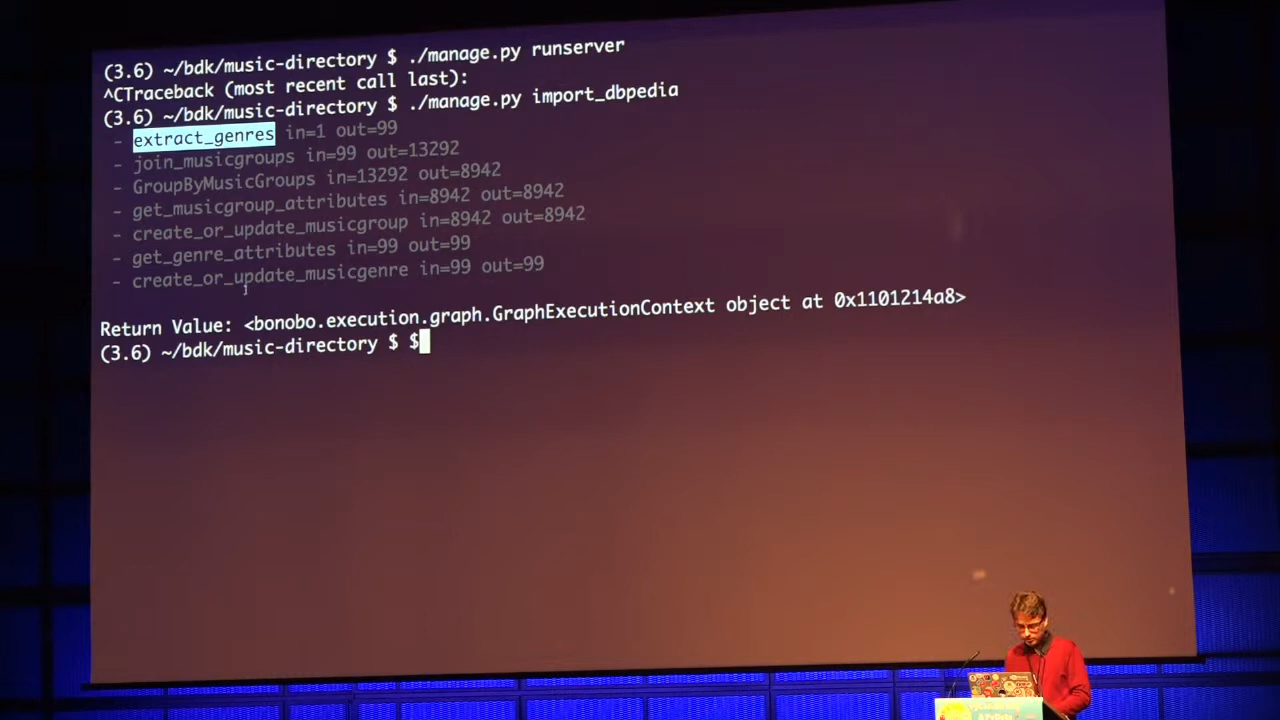 (3.6) ~/bdk/music-directory $ ./manage.py runserver
^CTraceback (most recent call last):
(3.6) ~/bdk/music-directory $ ./manage.py import_dbpedia
- extract_genres in=1 out=99
- join_musicgroups in=99 out=13292
- GroupByMusicGroups in=13292 out=8942
- get_musicgroup_attributes in=8942 out=8942
- create_or_update_musicgroup in=8942 out=8942
- get_genre_attributes in=99 out=99
- create_or_update_musicgenre in=99 out=99
Return Value: <bonobo.execution.graph.GraphExecutionContext object at 0x1101214a8>
(3.6) ~/bdk/music-directory $ $